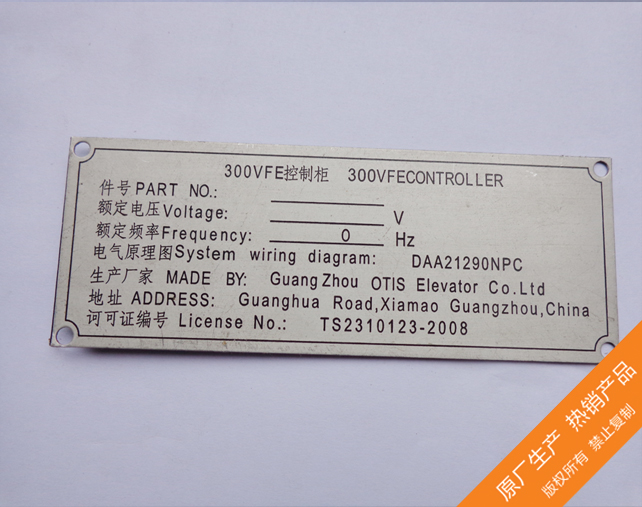 300VFE控制柜 300VFECONTROLLER
件号PART NO.:
额定电压Voltage: V
额定频率Frequency: 0 Hz
电气原理图System wiring diagram: DAA21290NPC
生产厂家 MADE BY: GuangZhou OTIS Elevator Co.Ltd
地址 ADDRESS: Guanghua Road,Xiamao Guangzhou,China
许可证编号 License No.: TS2310123-2008
原厂生产 热销产品
版权所有 禁止复制